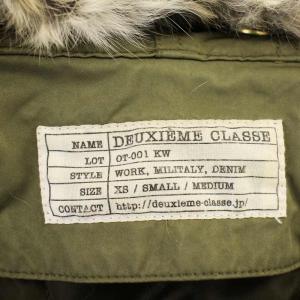 NAME DEUXIÈME CLASSE
LOT OT-001 KW
STYLE WORK, MILITALY, DENIM
SIZE XS / SMALL / MEDIUM
CONTACT http://deuxieme-classe.jp/